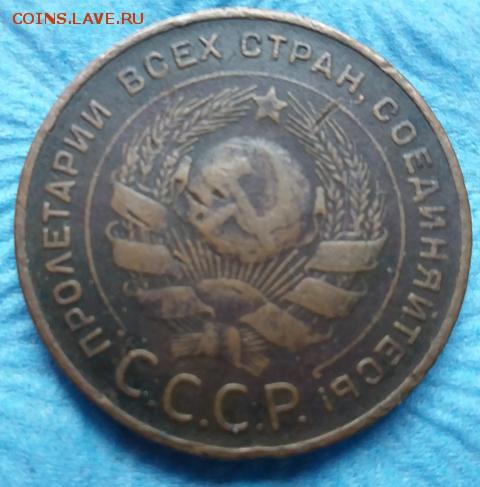 COINS.LAVE.RU
ПРОЛЕТАРИИ ВСЕХ СТРАН, СОЕДИНЯЙТЕСЬ!
С.С.С.Р.